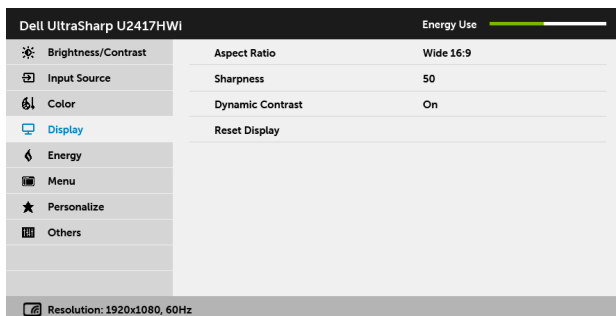 Dell UltraSharp U2417HWi Energy Use
Brightness/Contrast Aspect Ratio Wide 16:9
Input Source Sharpness 50
Color Dynamic Contrast On
Display Reset Display
Energy
Menu
Personalize
Others
Resolution: 1920x1080, 60Hz